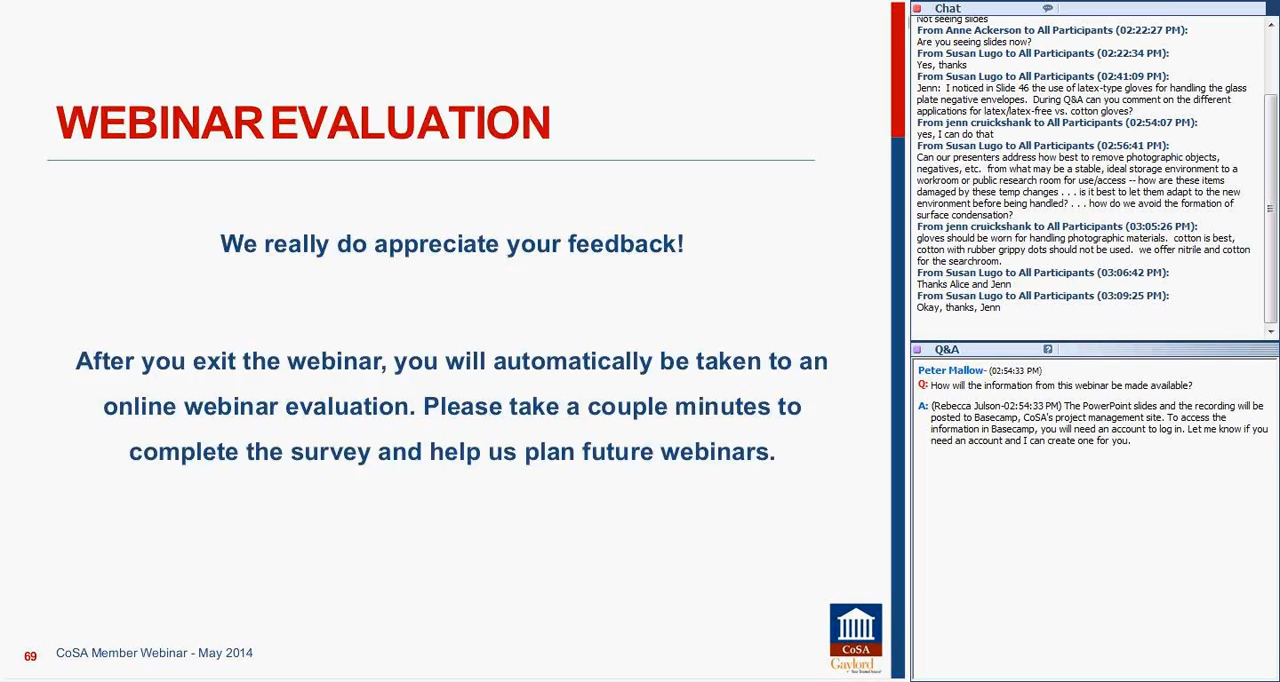 WEBINAR EVALUATION
We really do appreciate your feedback!
After you exit the webinar, you will automatically be taken to an
online webinar evaluation. Please take a couple minutes to
complete the survey and help us plan future webinars.
69
CoSA Member Webinar - May 2014
CoSA
Gaylord
Chat
Not seeing slides
From Anne Ackerson to All Participants (02:22:27 PM):
Are you seeing slides now?
From Susan Lugo to All Participants (02:22:34 PM):
Yes, thanks
From Susan Lugo to All Participants (02:41:09 PM):
Jenn:  I noticed in Slide 46 the use of latex-type gloves for handling the glass
plate negative envelopes.  During Q&A can you comment on the different
applications for latex/latex-free vs. cotton gloves?
From jenn cruickshank to All Participants (02:54:07 PM):
yes, I can do that
From Susan Lugo to All Participants (02:56:41 PM):
Can our presenters address how best to remove photographic objects,
negatives, etc.  from what may be a stable, ideal storage environment to a
workroom or public research room for use/access -- how are these items
damaged by these temp changes . . . is it best to let them adapt to the new
environment before being handled? . . . how do we avoid the formation of
surface condensation?
From jenn cruickshank to All Participants (03:05:26 PM):
gloves should be worn for handling photographic materials.  cotton is best,
cotton with rubber grippy dots should not be used.  we offer nitrile and cotton
for the searchroom.
From Susan Lugo to All Participants (03:06:42 PM):
Thanks Alice and Jenn
From Susan Lugo to All Participants (03:09:25 PM):
Okay, thanks, Jenn
Q&A
Peter Mallow- (02:54:33 PM)
Q: How will the information from this webinar be made available?
A: (Rebecca Julson-02:54:33 PM) The PowerPoint slides and the recording will be
posted to Basecamp, CoSA's project management site. To access the
information in Basecamp, you will need an account to log in. Let me know if you
need an account and I can create one for you.